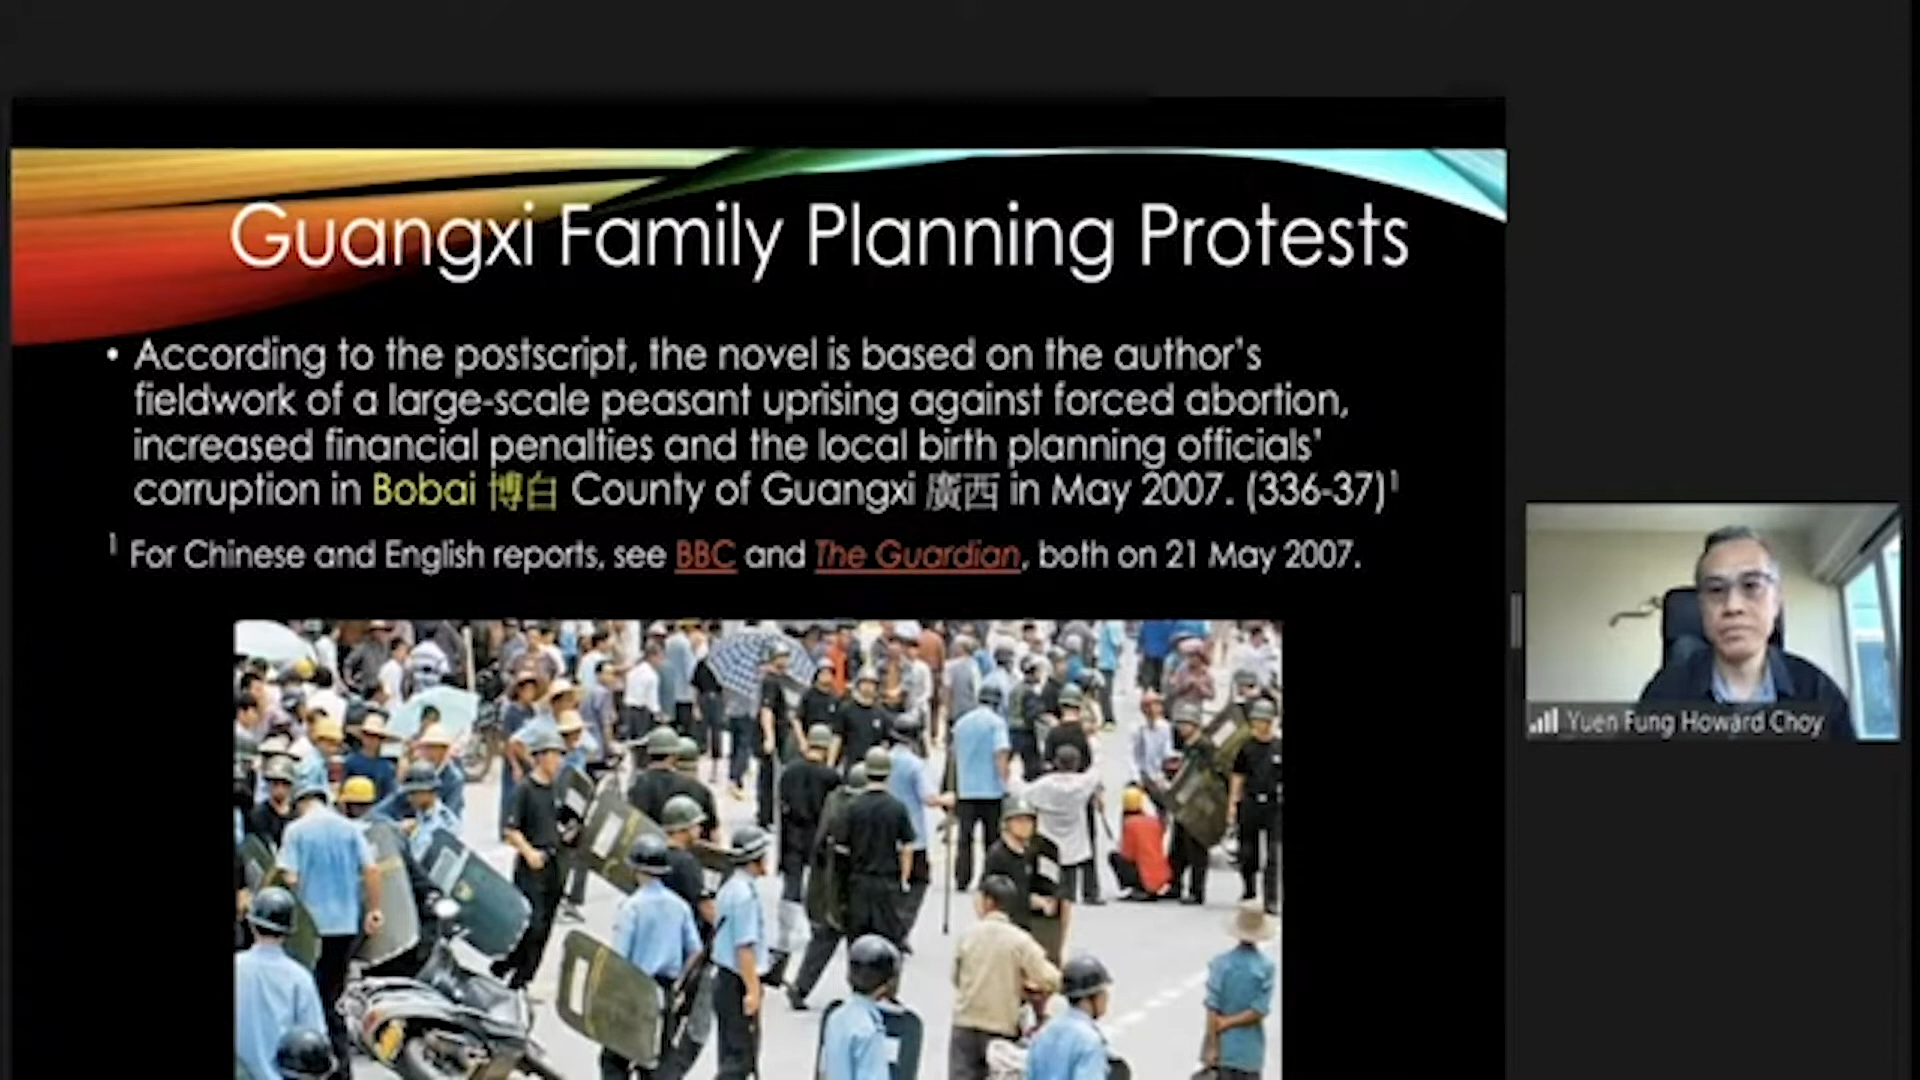 Guangxi Family Planning Protests
• According to the postscript, the novel is based on the author's
fieldwork of a large-scale peasant uprising against forced abortion,
increased financial penalties and the local birth planning officials'
corruption in Bobai 博白 County of Guangxi 廣西 in May 2007. (336-37)¹
¹ For Chinese and English reports, see BBC and The Guardian, both on 21 May 2007.
Yuen Fung Howard Choy